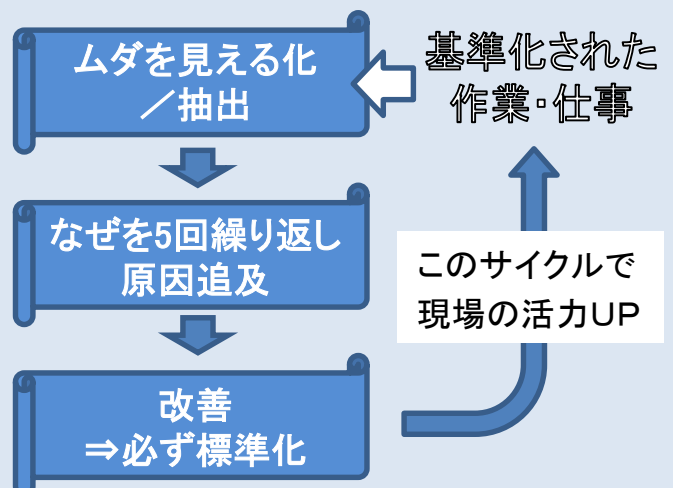 ムダを見える化
／抽出
基準化された
作業・仕事
なぜを5回繰り返し
原因追及
このサイクルで
現場の活力UP
改善
⇒必ず標準化